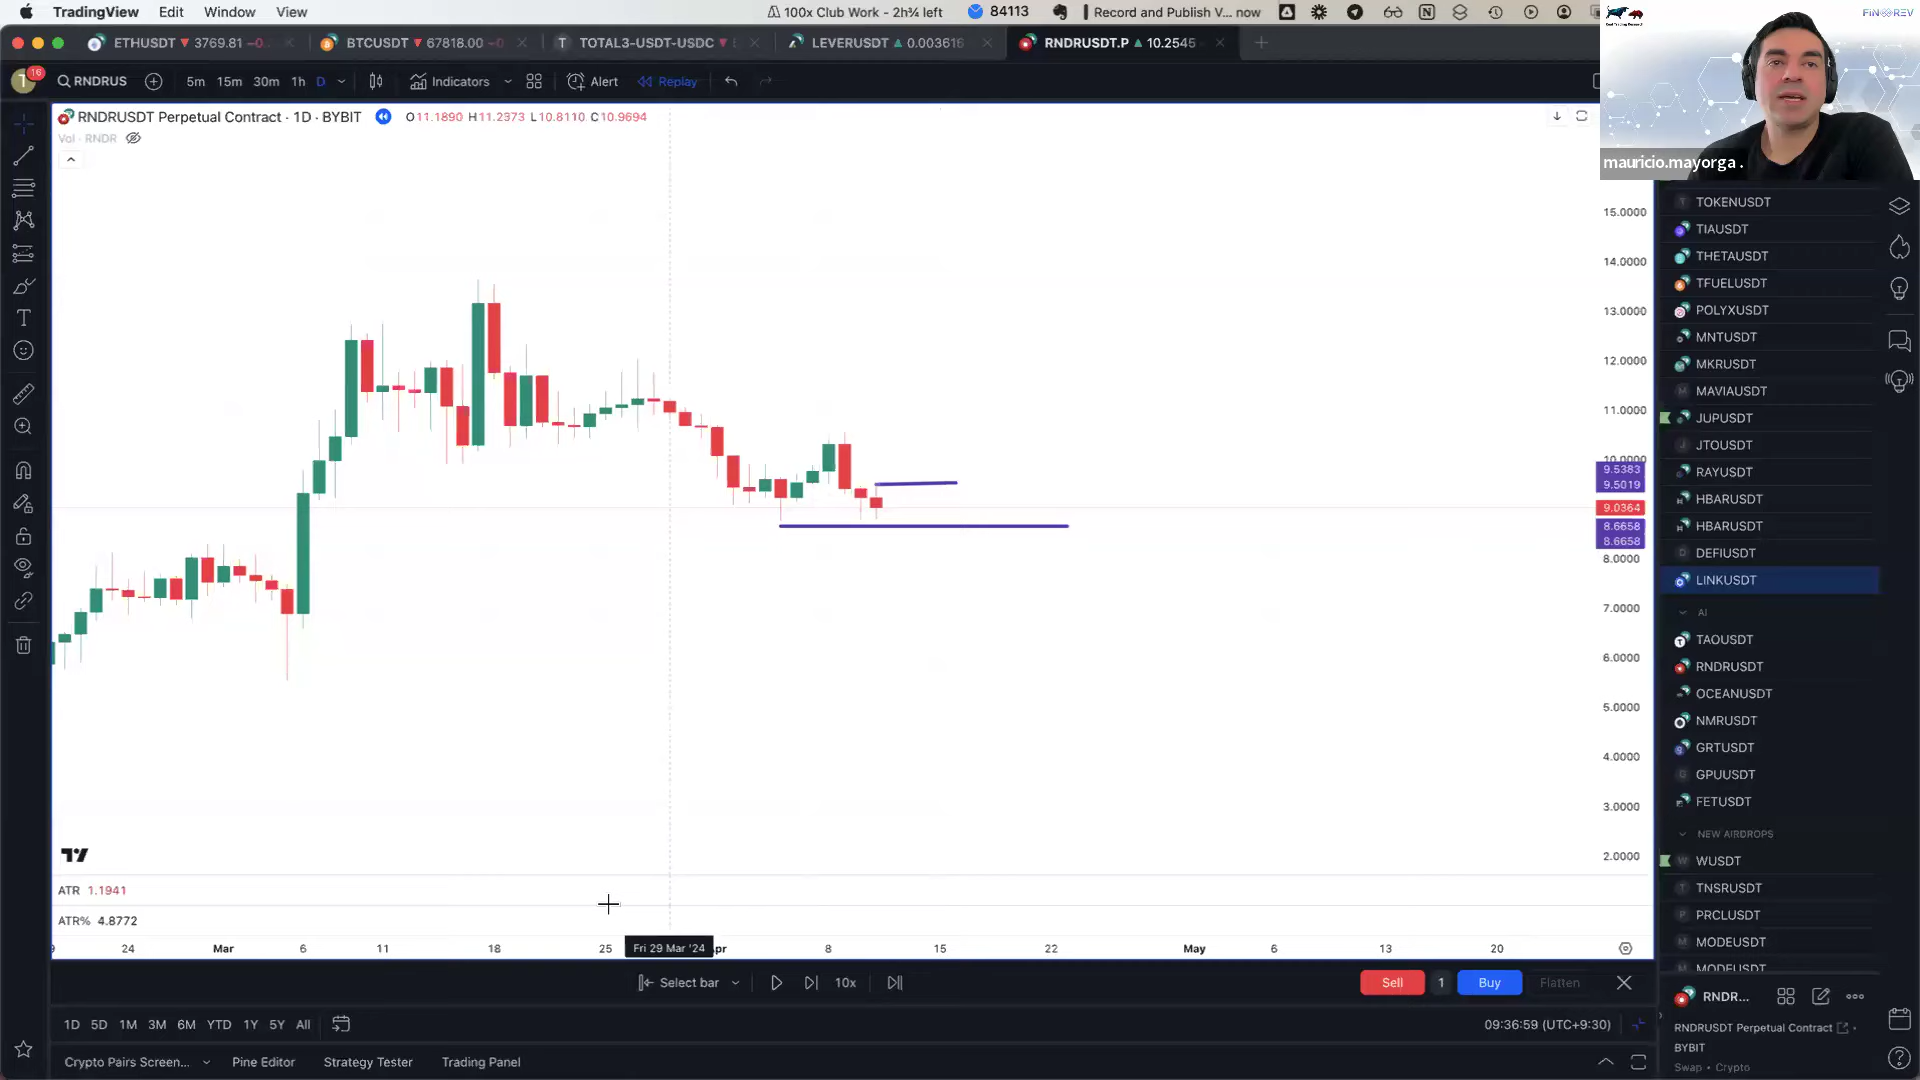 TradingView Edit Window View 100x Club Work - 2h¾ left 84113 Record and Publish V... now
ETHUSDT ▼ 3769.81 BTCUSDT ▼ 67818.00 TOTAL3-USDT-USDC ▼ LEVERUSDT ▲ 0.003616 RNDRUSDT.P ▲ 10.2545
T 16 RNDRUS 5m 15m 30m 1h D Indicators Alert Replay
RNDRUSDT Perpetual Contract · 1D · BYBIT O11.1890 H11.2373 L10.8110 C10.9694
Vol · RNDR
mauricio.mayorga .
FINOREV
15.0000
14.0000
13.0000
12.0000
11.0000
10.0000
9.5383
9.5019
9.0364
8.6658
8.6658
8.0000
7.0000
6.0000
5.0000
4.0000
3.0000
2.0000
ATR 1.1941
ATR% 4.8772
24 Mar 6 11 18 25 Fri 29 Mar '24 pr 8 15 22 May 6 13 20
Select bar 10x Sell 1 Buy Flatten
1D 5D 1M 3M 6M YTD 1Y 5Y All 09:36:59 (UTC+9:30)
Crypto Pairs Screen... Pine Editor Strategy Tester Trading Panel
TOKENUSDT
TIAUSDT
THETAUSDT
TFUELUSDT
POLYXUSDT
MNTUSDT
MKRUSDT
MAVIAUSDT
JUPUSDT
JTOUSDT
RAYUSDT
HBARUSDT
HBARUSDT
DEFIUSDT
LINKUSDT
AI
TAOUSDT
RNDRUSDT
OCEANUSDT
NMRUSDT
GRTUSDT
GPUUSDT
FETUSDT
NEW AIRDROPS
WUSDT
TNSRUSDT
PRCLUSDT
MODEUSDT
MODEUSDT
RNDR...
RNDRUSDT Perpetual Contract
BYBIT
Swap • Crypto